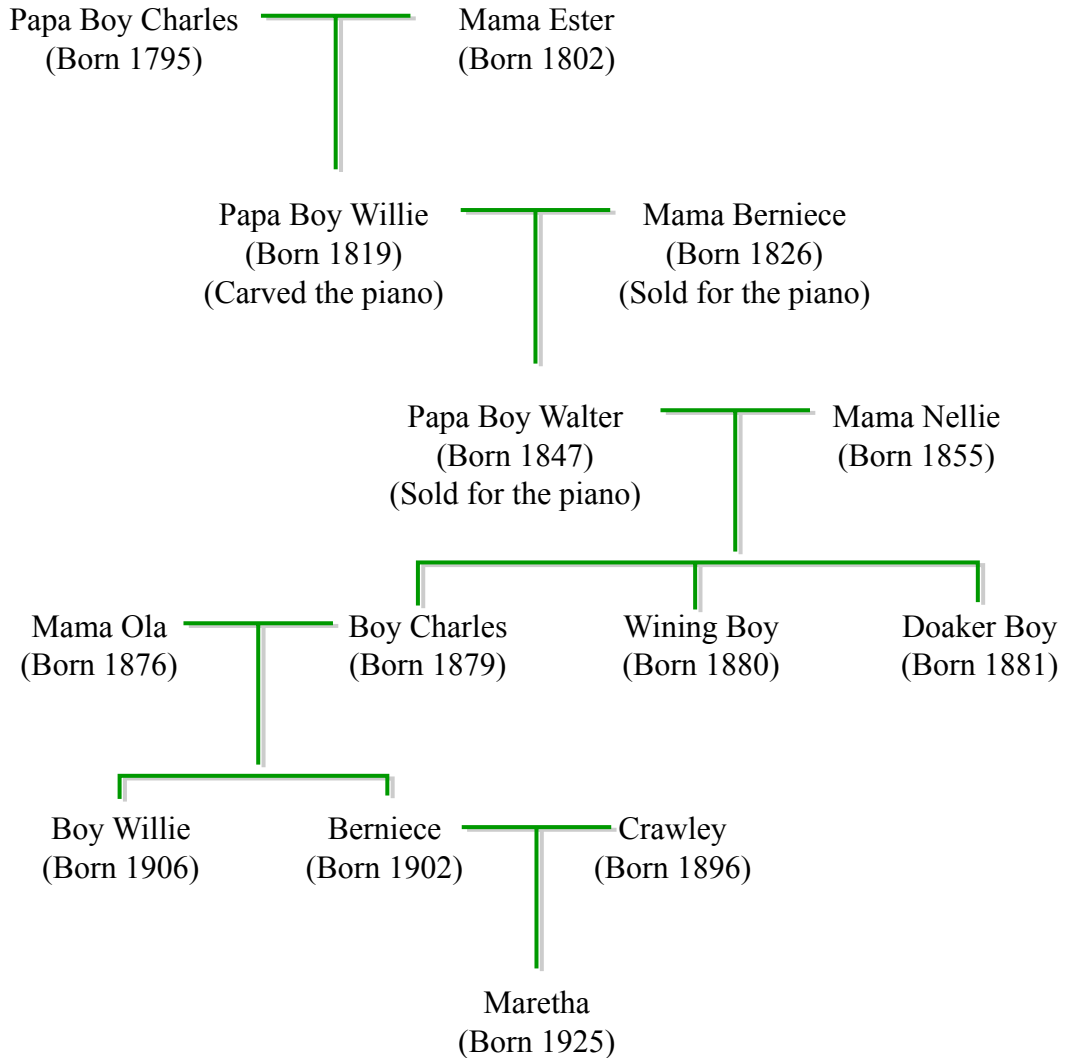 Papa Boy Charles
(Born 1795)
Mama Ester
(Born 1802)
Papa Boy Willie
(Born 1819)
(Carved the piano)
Mama Berniece
(Born 1826)
(Sold for the piano)
Papa Boy Walter
(Born 1847)
(Sold for the piano)
Mama Nellie
(Born 1855)
Mama Ola
(Born 1876)
Boy Charles
(Born 1879)
Wining Boy
(Born 1880)
Doaker Boy
(Born 1881)
Boy Willie
(Born 1906)
Berniece
(Born 1902)
Crawley
(Born 1896)
Maretha
(Born 1925)